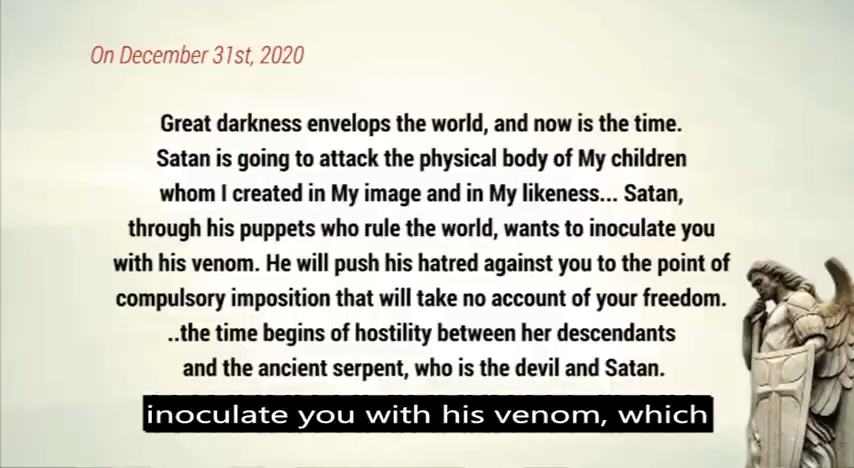 On December 31st, 2020
Great darkness envelops the world, and now is the time.
Satan is going to attack the physical body of My children
whom I created in My image and in My likeness... Satan,
through his puppets who rule the world, wants to inoculate you
with his venom. He will push his hatred against you to the point of
compulsory imposition that will take no account of your freedom.
..the time begins of hostility between her descendants
and the ancient serpent, who is the devil and Satan.
inoculate you with his venom, which